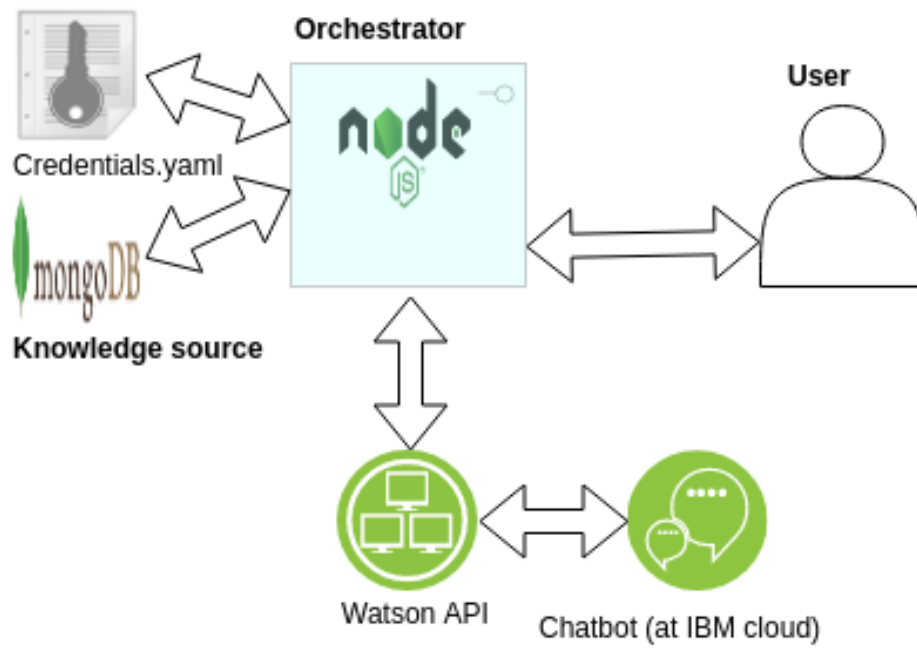 Orchestrator
User
node
JS
Credentials.yaml
mongoDB
Knowledge source
Watson API
Chatbot (at IBM cloud)